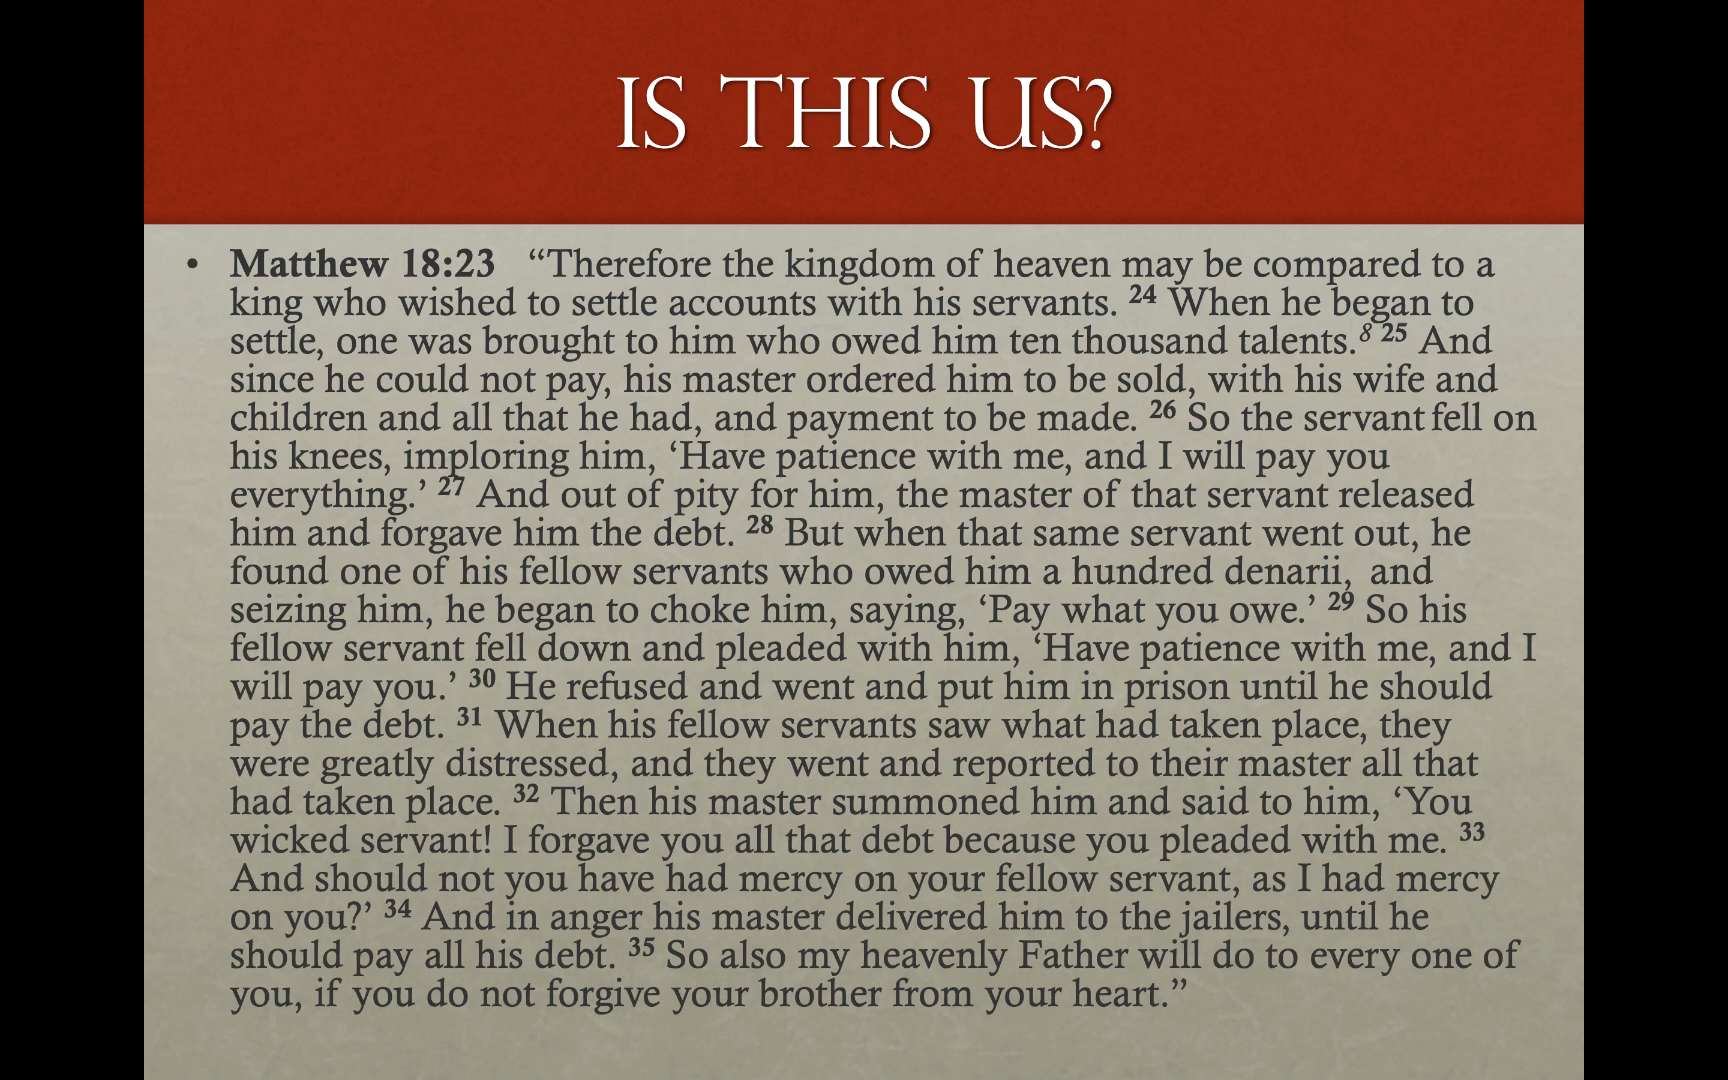 IS THIS US?
• Matthew 18:23 “Therefore the kingdom of heaven may be compared to a
king who wished to settle accounts with his servants. 24 When he began to
settle, one was brought to him who owed him ten thousand talents.8 25 And
since he could not pay, his master ordered him to be sold, with his wife and
children and all that he had, and payment to be made. 26 So the servant fell on
his knees, imploring him, ‘Have patience with me, and I will pay you
everything.’ 27 And out of pity for him, the master of that servant released
him and forgave him the debt. 28 But when that same servant went out, he
found one of his fellow servants who owed him a hundred denarii, and
seizing him, he began to choke him, saying, ‘Pay what you owe.’ 29 So his
fellow servant fell down and pleaded with him, ‘Have patience with me, and I
will pay you.’ 30 He refused and went and put him in prison until he should
pay the debt. 31 When his fellow servants saw what had taken place, they
were greatly distressed, and they went and reported to their master all that
had taken place. 32 Then his master summoned him and said to him, ‘You
wicked servant! I forgave you all that debt because you pleaded with me. 33
And should not you have had mercy on your fellow servant, as I had mercy
on you?’ 34 And in anger his master delivered him to the jailers, until he
should pay all his debt. 35 So also my heavenly Father will do to every one of
you, if you do not forgive your brother from your heart.”